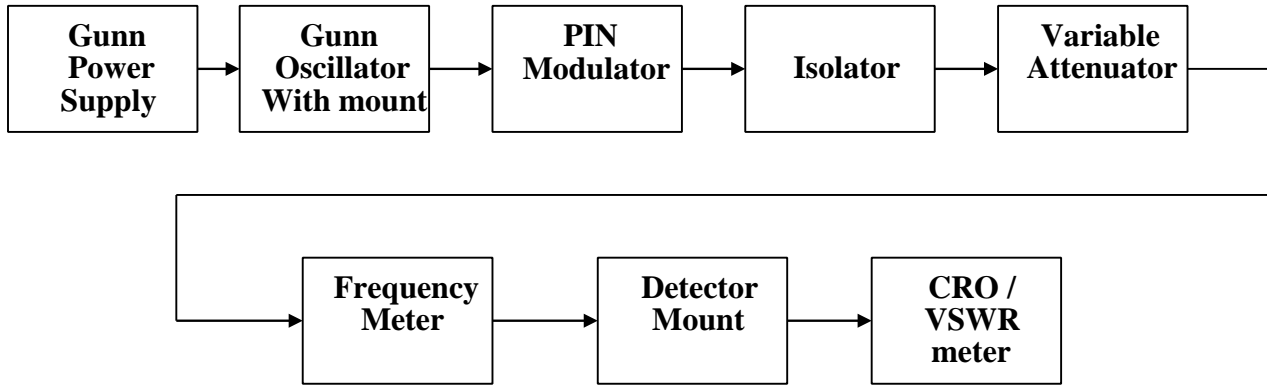 Gunn
Power
Supply
Gunn
Oscillator
With mount
PIN
Modulator
Isolator
Variable
Attenuator
Frequency
Meter
Detector
Mount
CRO /
VSWR
meter